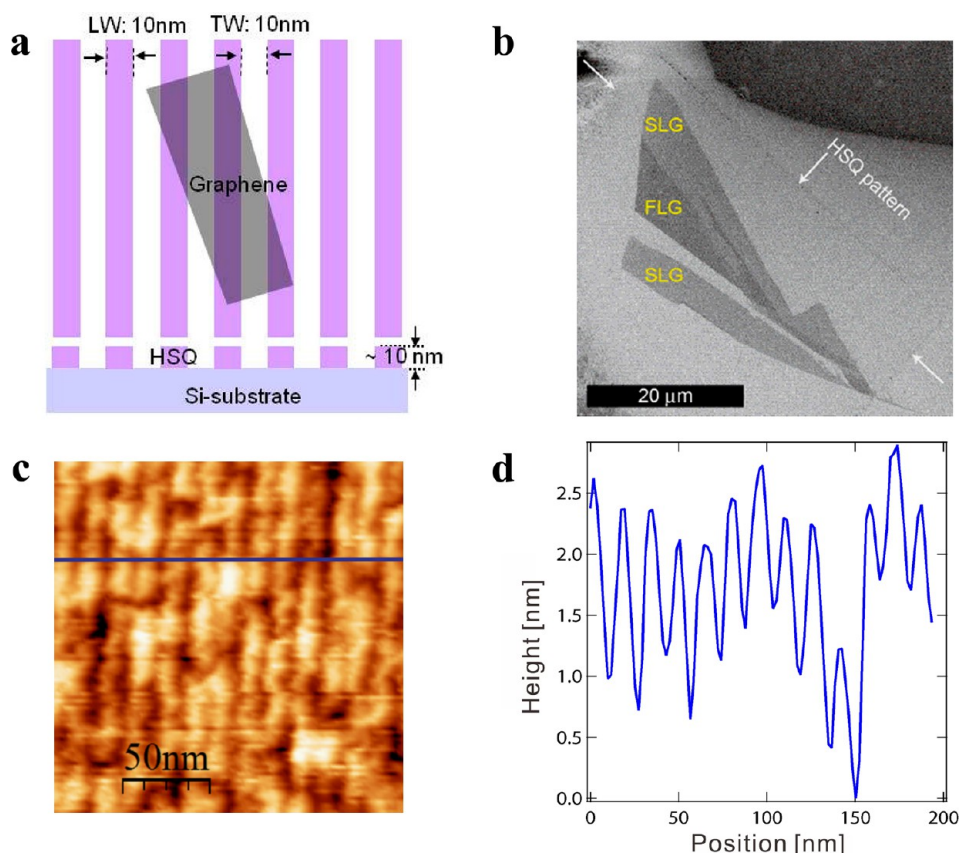 a
LW: 10nm TW: 10nm
Graphene
HSQ
~ 10 nm
Si-substrate
b
SLG
FLG
SLG
HSQ pattern
20 μm
c
50nm
d
Height [nm]
2.5
2.0
1.5
1.0
0.5
0.0
0 50 100 150 200
Position [nm]